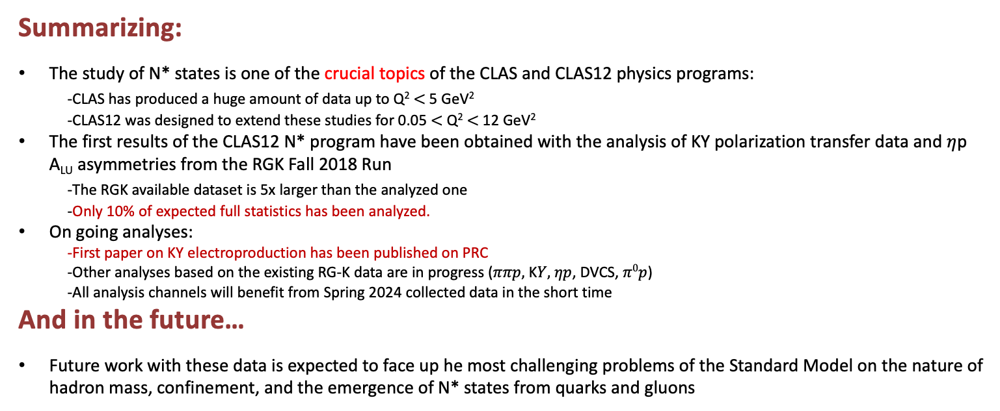 Summarizing:
• The study of N* states is one of the crucial topics of the CLAS and CLAS12 physics programs:
-CLAS has produced a huge amount of data up to Q² < 5 GeV²
-CLAS12 was designed to extend these studies for 0.05 < Q² < 12 GeV²
• The first results of the CLAS12 N* program have been obtained with the analysis of KY polarization transfer data and ηp
A_LU asymmetries from the RGK Fall 2018 Run
-The RGK available dataset is 5x larger than the analyzed one
-Only 10% of expected full statistics has been analyzed.
• On going analyses:
-First paper on KY electroproduction has been published on PRC
-Other analyses based on the existing RG-K data are in progress (ππp, KY, ηp, DVCS, π⁰p)
-All analysis channels will benefit from Spring 2024 collected data in the short time
And in the future...
• Future work with these data is expected to face up he most challenging problems of the Standard Model on the nature of
hadron mass, confinement, and the emergence of N* states from quarks and gluons